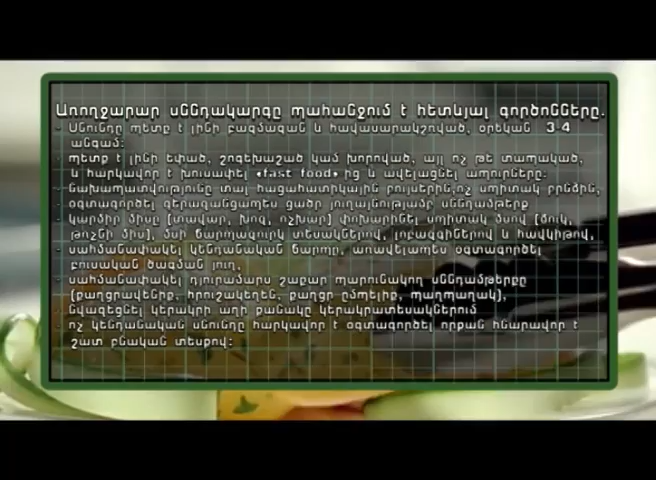 Առողջարար սննդակարգը պահանջում է հետևյալ գործոնները.
- Սնունդը պետք է լինի բազմազան և հավասարակշռված, օրեկան 3-4
անգամ:
- պետք է լինի եփած, շոգեխաշած կամ խորոված, այլ ոչ թե տապակած,
և հարկավոր է խուսափել «fast food» ից և ավելացնել ապուրները:
- Նախապատվությունը տալ հացահատիկային բույսերին,ոչ սպիտակ բրնձին,
- օգտագործել գերազանցապես ցածր յուղայնությամբ սննդամթերք
- կարմիր միսը [տավար, խոզ, ոչխար] փոխարինել սպիտակ մսով [ձուկ,
թռչնի միս], մսի ճարպազուրկ տեսակներով, լոբազգիներով և հավկիթով,
- սահմանափակել կենդանական ճարպը, առավելապես օգտագործել
բուսական ծագման յուղ,
- սահմանափակել դյուրամարս շաքար պարունակող սննդամթերքը
(քաղցրավենիք, հրուշակեղեն, քաղցր ըմպելիք, պաղպաղակ),
- նվազեցնել կերակրի աղի քանակը կերակրատեսակներում
- ոչ կենդանական սնունդը հարկավոր է օգտագործել որքան հնարավոր է
շատ բնական տեսքով: